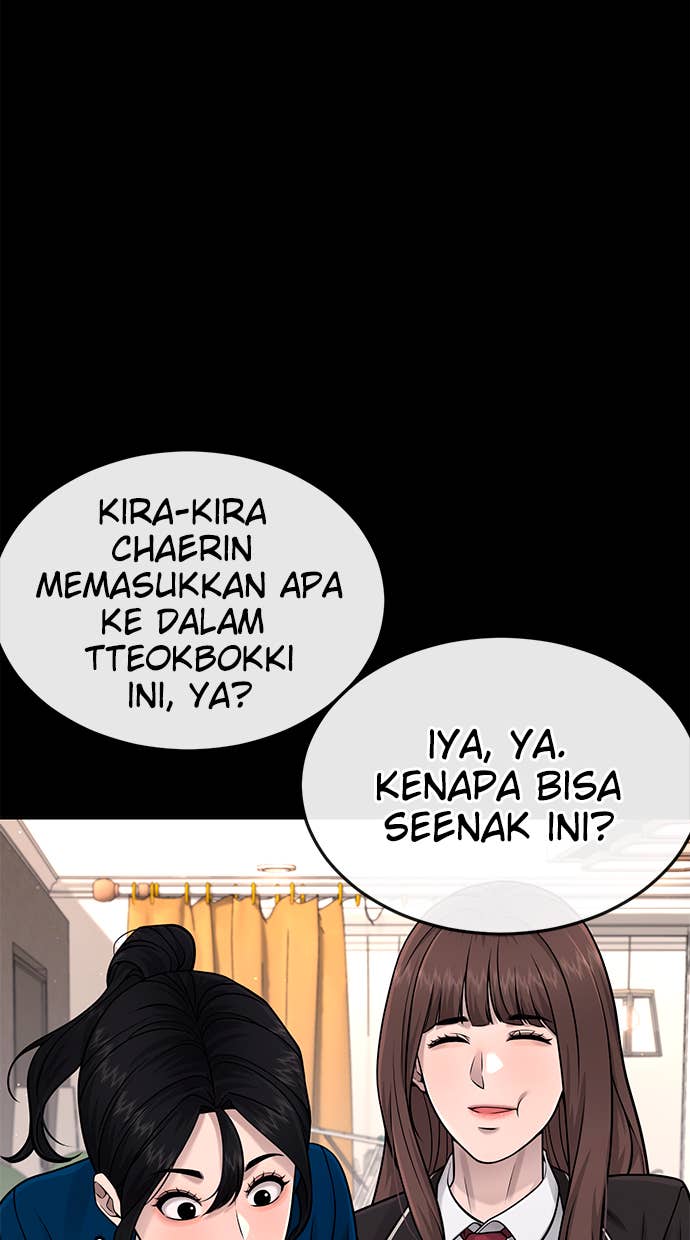 KIRA-KIRA
CHAERIN
MEMASUKKAN APA
KE DALAM
TTEOKBOKKI
INI, YA?
IYA, YA.
KENAPA BISA
SEENAK INI?